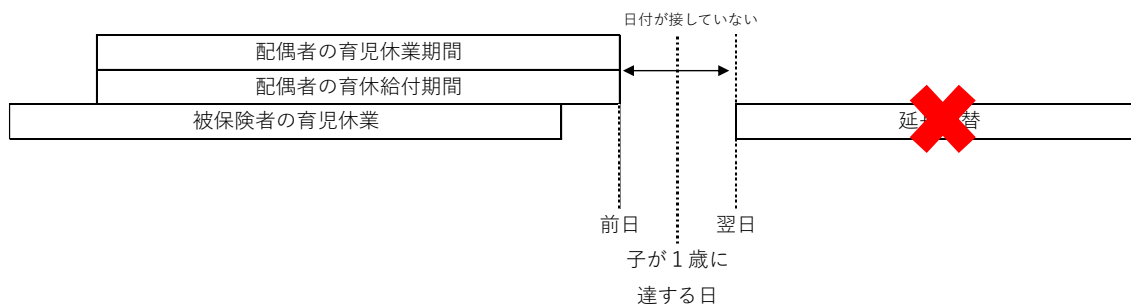 日付が接していない
配偶者の育児休業期間
配偶者の育休給付期間
被保険者の育児休業
延 替
前日
翌日
子が１歳に
達する日